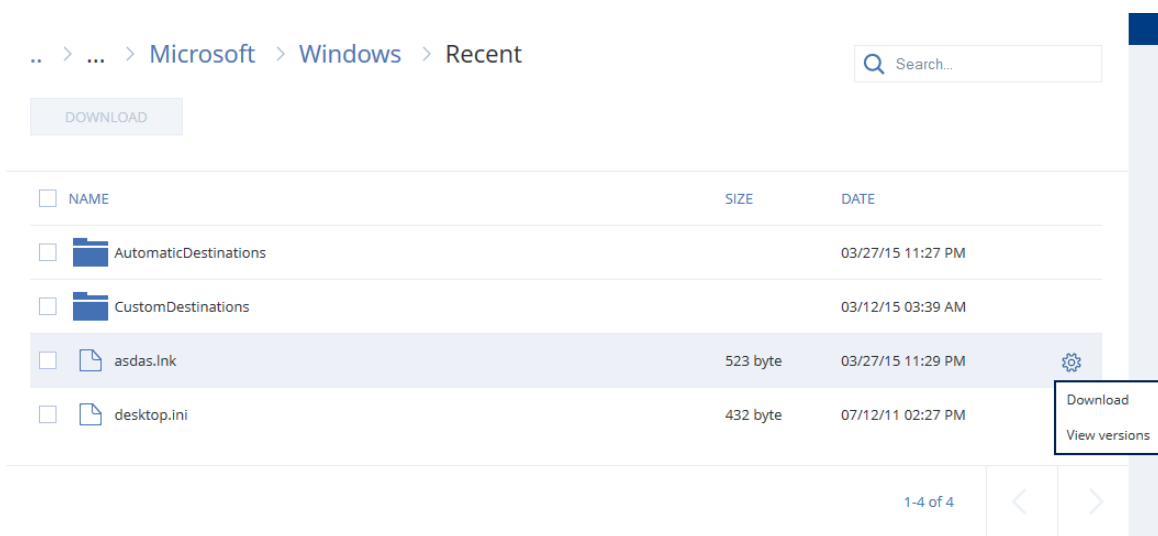 .. > ... > Microsoft > Windows > Recent
Search...
DOWNLOAD
NAME SIZE DATE
AutomaticDestinations 03/27/15 11:27 PM
CustomDestinations 03/12/15 03:39 AM
asdas.lnk 523 byte 03/27/15 11:29 PM
desktop.ini 432 byte 07/12/11 02:27 PM
Download
View versions
1-4 of 4